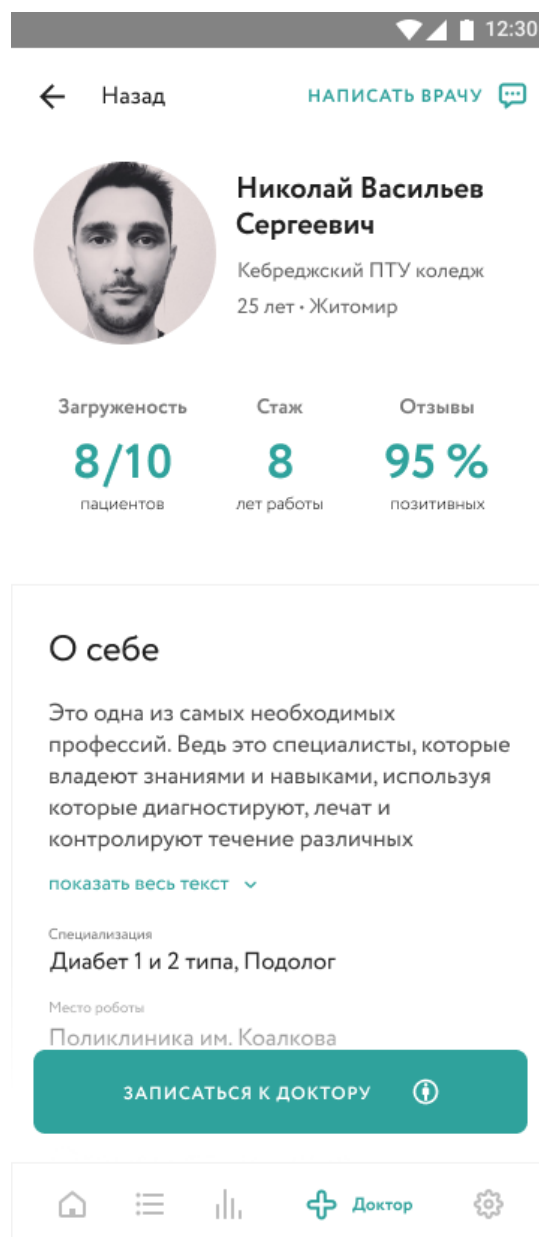 12:30
Назад
НАПИСАТЬ ВРАЧУ
Николай Васильев
Сергеевич
Кебреджский ПТУ коледж
25 лет • Житомир
Загруженость Стаж Отзывы
8/10 8 95 %
пациентов лет работы позитивных
О себе
Это одна из самых необходимых
профессий. Ведь это специалисты, которые
владеют знаниями и навыками, используя
которые диагностируют, лечат и
контролируют течение различных
показать весь текст
Специализация
Диабет 1 и 2 типа, Подолог
Место роботы
Поликлиника им. Коалкова
ЗАПИСАТЬСЯ К ДОКТОРУ
Доктор